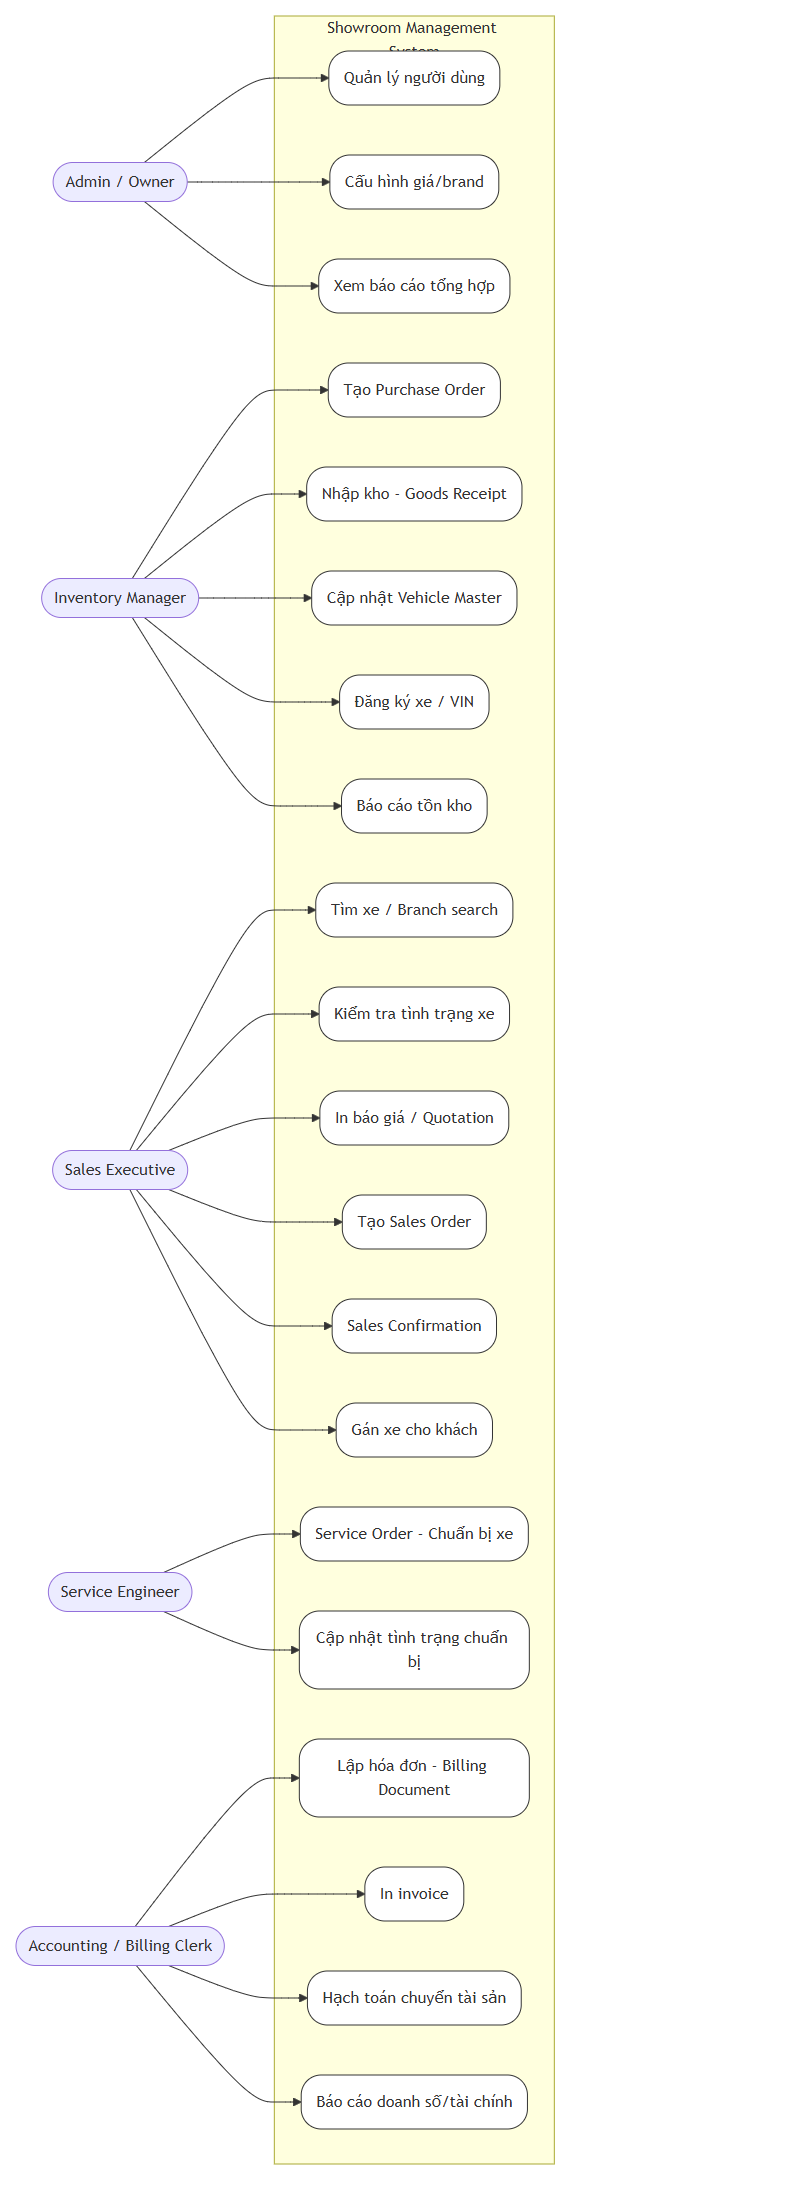 Showroom Management
System
Quản lý người dùng
Admin / Owner
Cấu hình giá/brand
Xem báo cáo tổng hợp
Tạo Purchase Order
Nhập kho - Goods Receipt
Inventory Manager
Cập nhật Vehicle Master
Đăng ký xe / VIN
Báo cáo tồn kho
Tìm xe / Branch search
Kiểm tra tình trạng xe
In báo giá / Quotation
Sales Executive
Tạo Sales Order
Sales Confirmation
Gán xe cho khách
Service Order - Chuẩn bị xe
Service Engineer
Cập nhật tình trạng chuẩn
bị
Lập hóa đơn - Billing
Document
In invoice
Accounting / Billing Clerk
Hạch toán chuyển tài sản
Báo cáo doanh số/tài chính